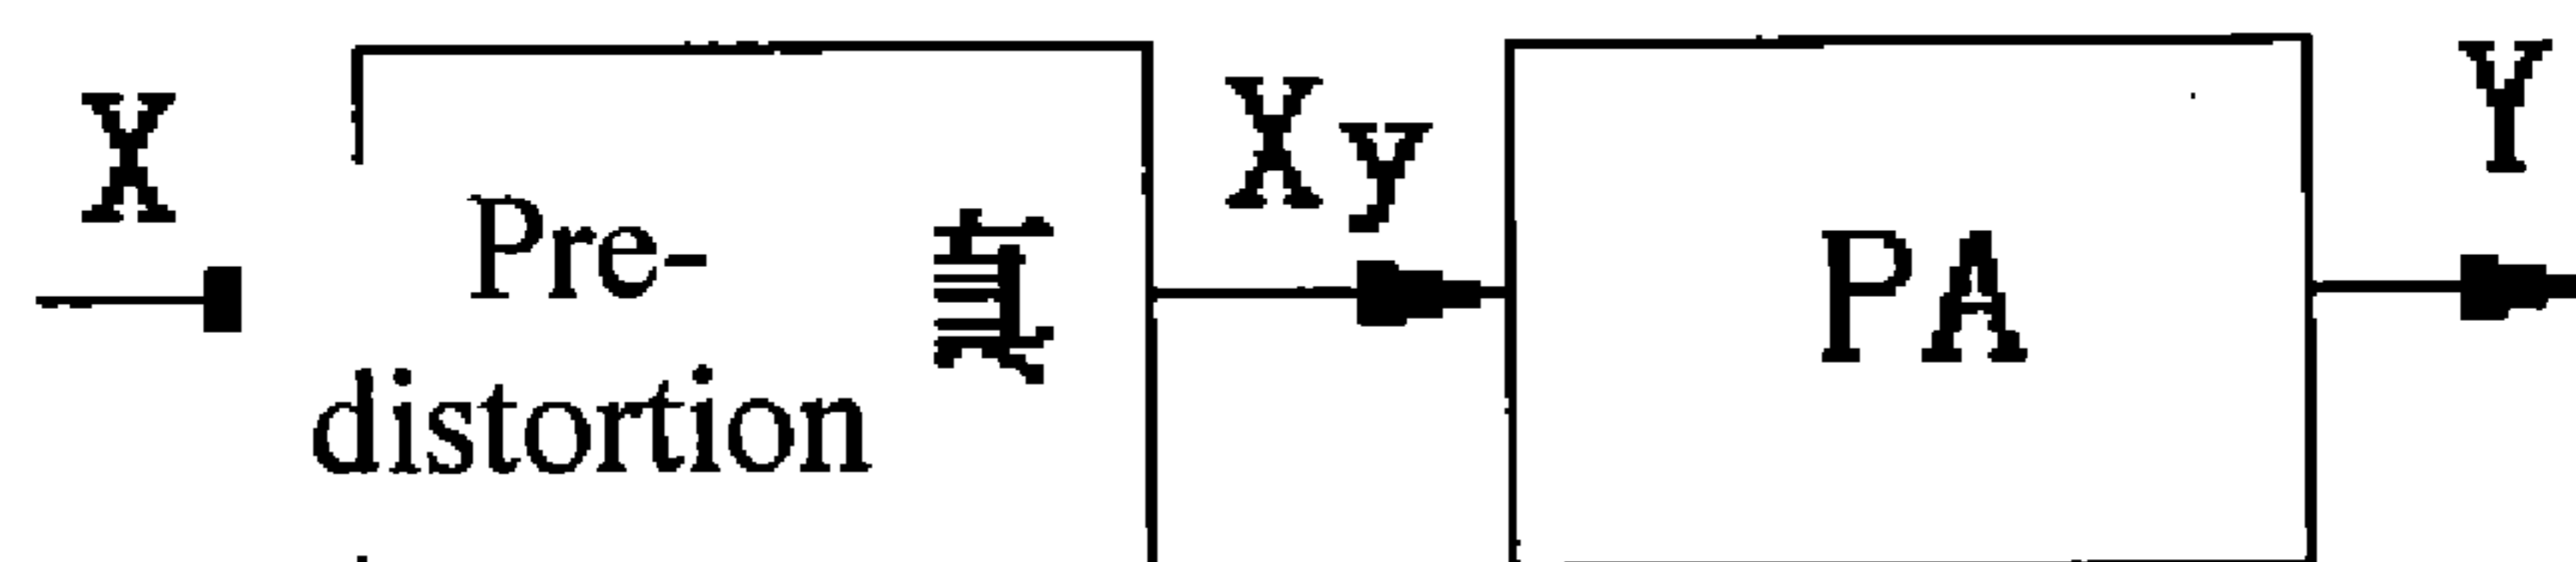 X
Pre-
distortion
Xy
PA
Y